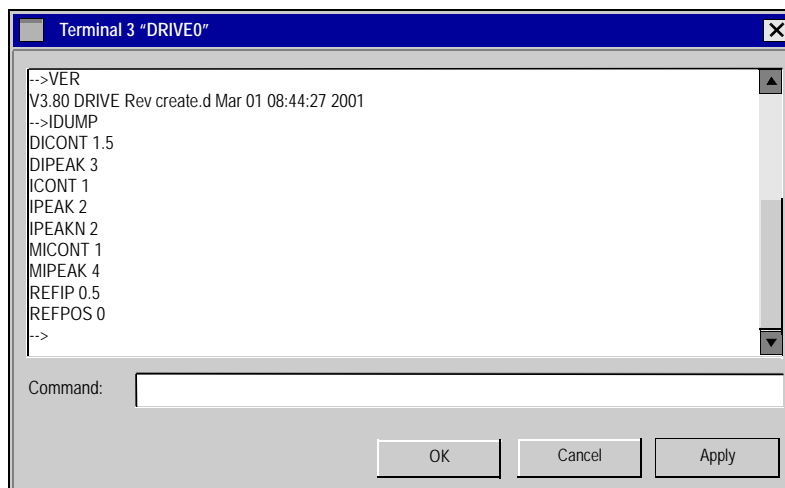 Terminal 3 “DRIVE0”
-->VER
V3.80 DRIVE Rev create.d Mar 01 08:44:27 2001
-->IDUMP
DICONT 1.5
DIPEAK 3
ICONT 1
IPEAK 2
IPEAKN 2
MICONT 1
MIPEAK 4
REFIP 0.5
REFPOS 0
-->
Command:
OK Cancel Apply